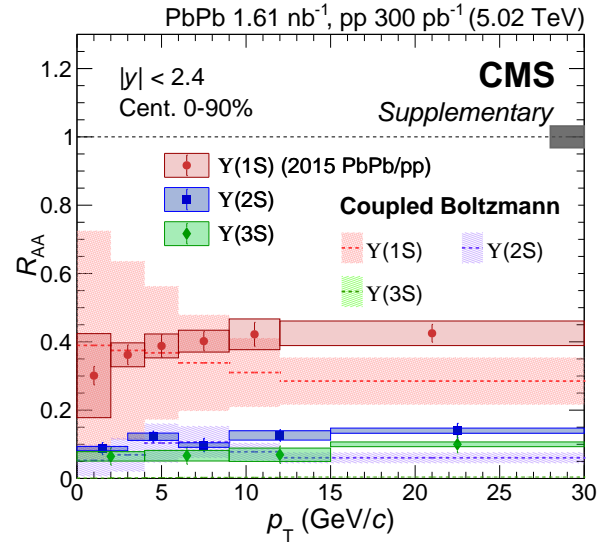 PbPb 1.61 nb⁻¹, pp 300 pb⁻¹ (5.02 TeV)
|y| < 2.4
Cent. 0-90%
CMS
Supplementary
Υ(1S) (2015 PbPb/pp)
Υ(2S)
Υ(3S)
Coupled Boltzmann
Υ(1S)
Υ(2S)
Υ(3S)
R_AA
1.2
1
0.8
0.6
0.4
0.2
0
0 5 10 15 20 25 30
p_T (GeV/c)